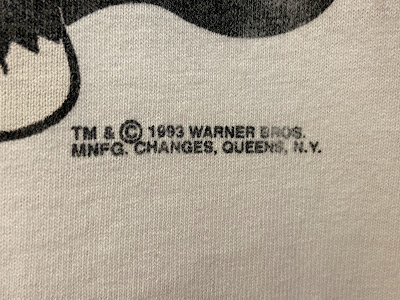 TM & © 1993 WARNER BROS.
MNFG. CHANGES, QUEENS, N.Y.